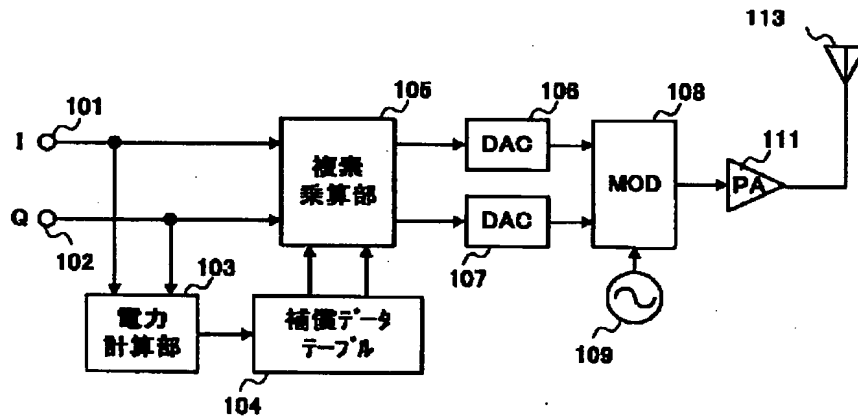 113
105
106
108
101
I
複素
乗算部
DAC
MOD
111
PA
Q
102
DAC
107
103
電力
計算部
補償データ
テーブル
104
109